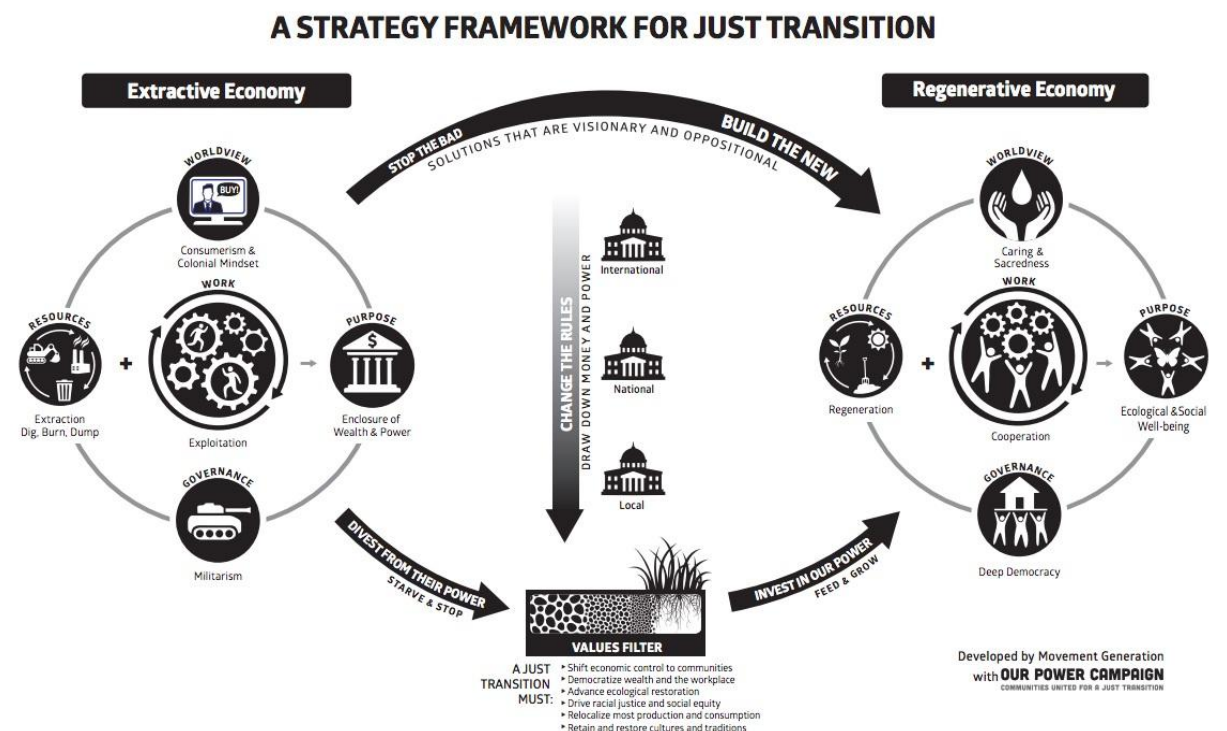 A STRATEGY FRAMEWORK FOR JUST TRANSITION
Extractive Economy
WORLDVIEW
BUY!
Consumerism &
Colonial Mindset
RESOURCES
Extraction
Dig, Burn, Dump
+
WORK
Exploitation
PURPOSE
$
Enclosure of
Wealth & Power
GOVERNANCE
Militarism
STOP THE BAD
BUILD THE NEW
SOLUTIONS THAT ARE VISIONARY AND OPPOSITIONAL
CHANGE THE RULES
DRAW DOWN MONEY AND POWER
International
National
Local
DIVEST FROM THEIR POWER
STARVE & STOP
INVEST IN OUR POWER
FEED & GROW
VALUES FILTER
A JUST
TRANSITION
MUST:
‣ Shift economic control to communities
‣ Democratize wealth and the workplace
‣ Advance ecological restoration
‣ Drive racial justice and social equity
‣ Relocalize most production and consumption
‣ Retain and restore cultures and traditions
Regenerative Economy
WORLDVIEW
Caring &
Sacredness
RESOURCES
Regeneration
+
WORK
Cooperation
PURPOSE
Ecological &Social
Well-being
GOVERNANCE
Deep Democracy
Developed by Movement Generation
with OUR POWER CAMPAIGN
COMMUNITIES UNITED FOR A JUST TRANSITION